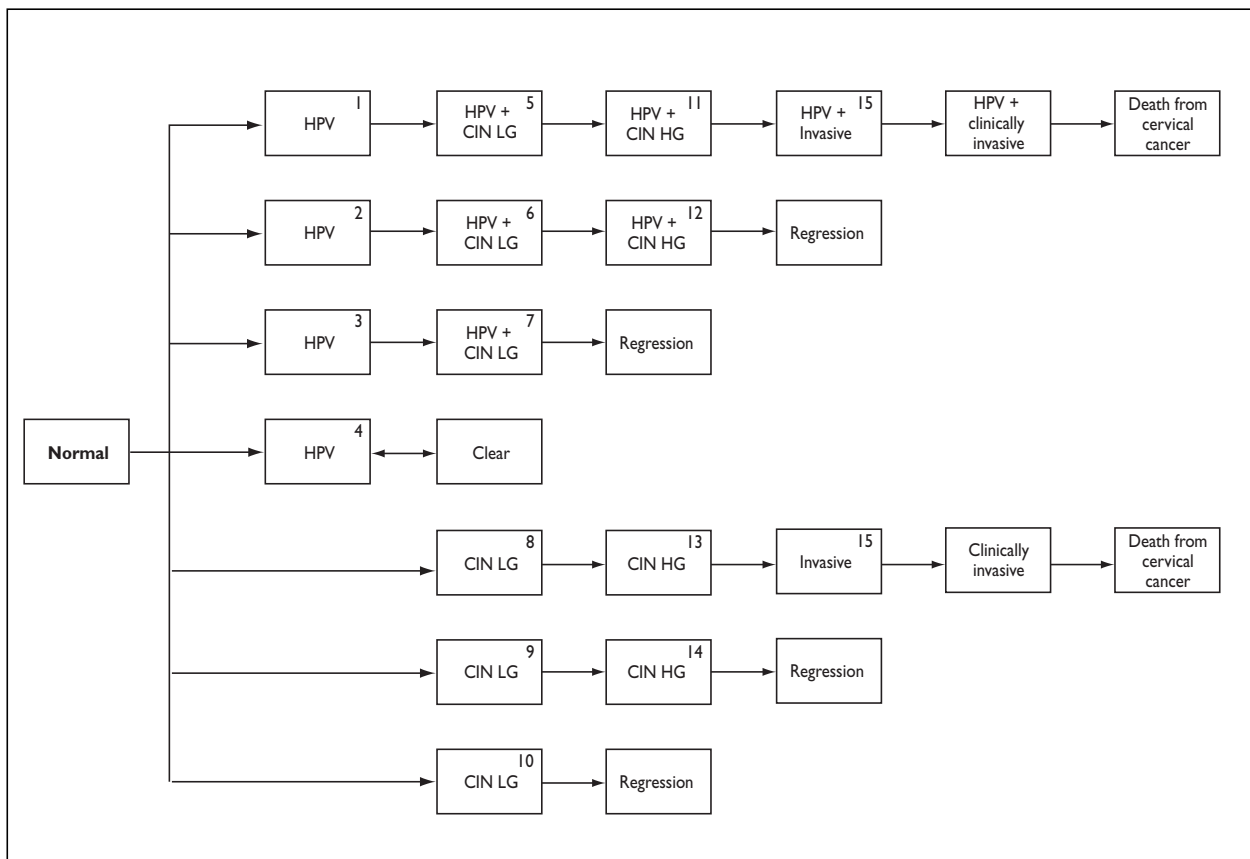 1
HPV
5
HPV +
CIN LG
11
HPV +
CIN HG
15
HPV +
Invasive
HPV +
clinically
invasive
Death from
cervical
cancer
2
HPV
6
HPV +
CIN LG
12
HPV +
CIN HG
Regression
3
HPV
7
HPV +
CIN LG
Regression
Normal
4
HPV
Clear
8
CIN LG
13
CIN HG
15
Invasive
Clinically
invasive
Death from
cervical
cancer
9
CIN LG
14
CIN HG
Regression
10
CIN LG
Regression